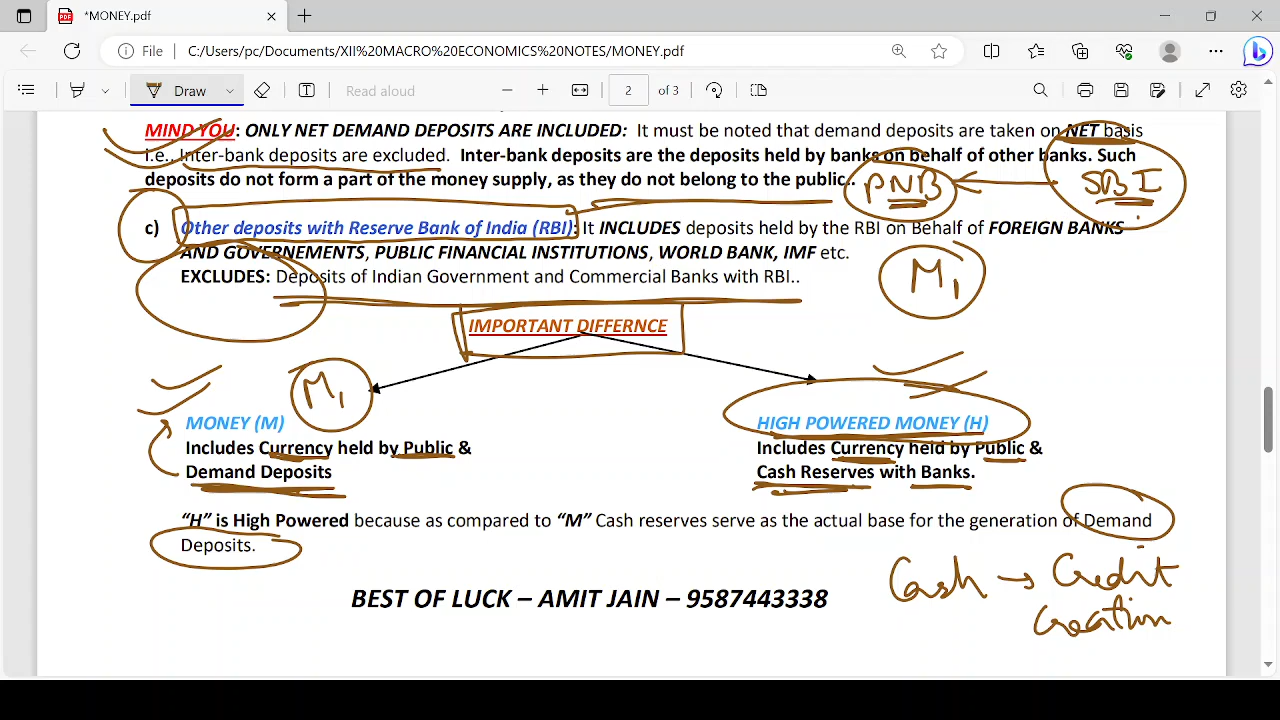 *MONEY.pdf
File
C:/Users/pc/Documents/XII%20MACRO%20ECONOMICS%20NOTES/MONEY.pdf
Draw
Read aloud
2 of 3
MIND YOU: ONLY NET DEMAND DEPOSITS ARE INCLUDED: It must be noted that demand deposits are taken on NET basis
i.e., Inter-bank deposits are excluded. Inter-bank deposits are the deposits held by banks on behalf of other banks. Such
deposits do not form a part of the money supply, as they do not belong to the public..
PNB
SBI
c) Other deposits with Reserve Bank of India (RBI): It INCLUDES deposits held by the RBI on Behalf of FOREIGN BANKS
AND GOVERNEMENTS, PUBLIC FINANCIAL INSTITUTIONS, WORLD BANK, IMF etc.
EXCLUDES: Deposits of Indian Government and Commercial Banks with RBI..
M1
IMPORTANT DIFFERNCE
M1
MONEY (M)
Includes Currency held by Public &
Demand Deposits
HIGH POWERED MONEY (H)
Includes Currency held by Public &
Cash Reserves with Banks.
"H" is High Powered because as compared to "M" Cash reserves serve as the actual base for the generation of Demand
Deposits.
Cash → Credit
Creation
BEST OF LUCK – AMIT JAIN – 9587443338